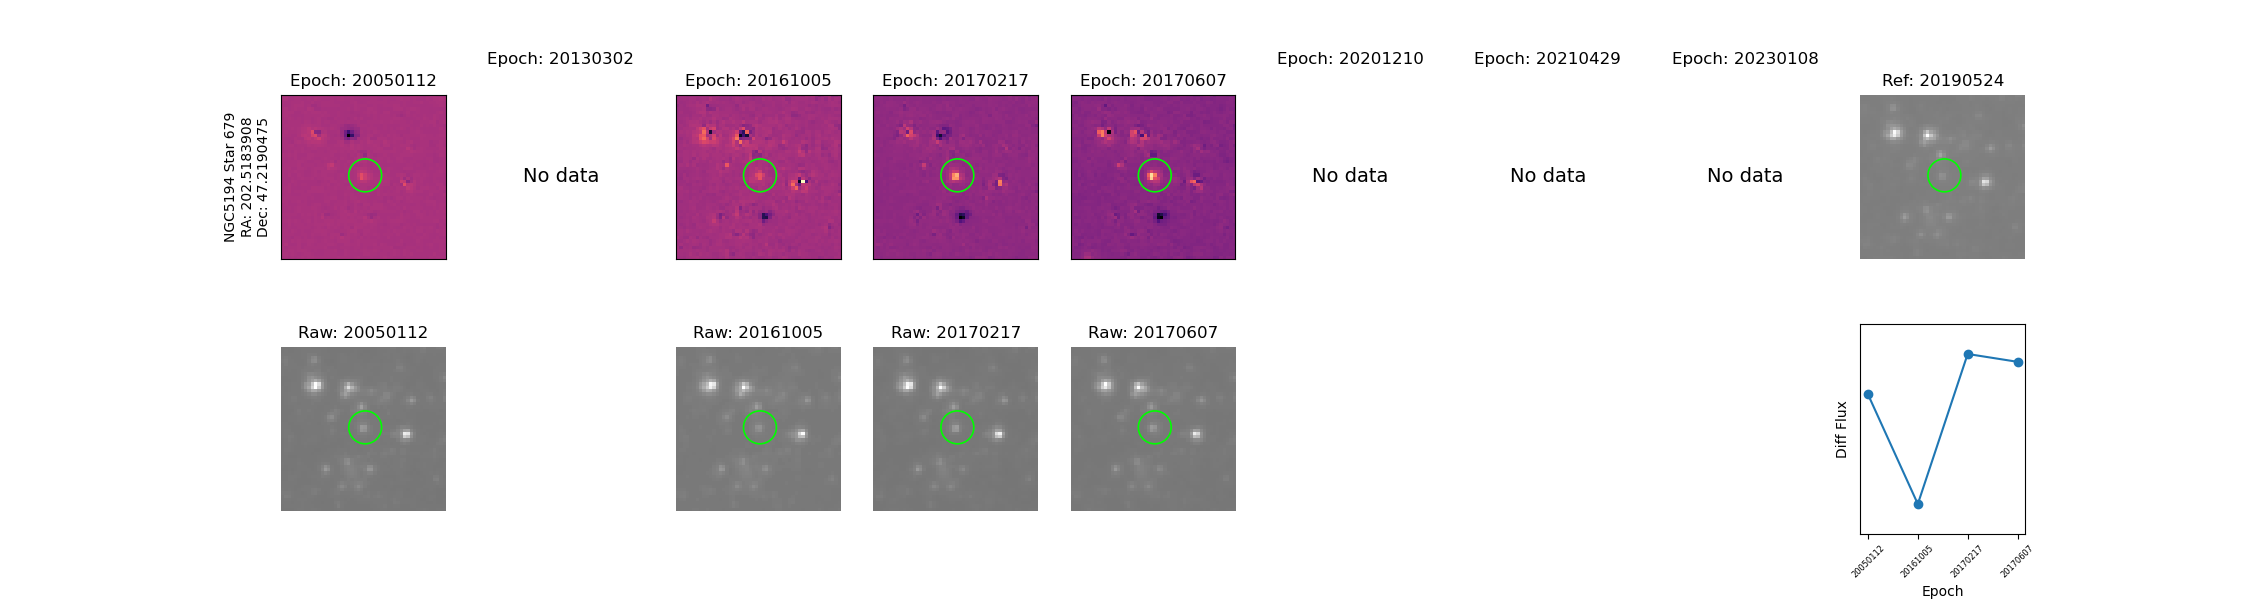 Epoch: 20130302
Epoch: 20201210
Epoch: 20210429
Epoch: 20230108
Epoch: 20050112
Epoch: 20161005
Epoch: 20170217
Epoch: 20170607
Ref: 20190524
NGC5194 Star 679
RA: 202.5183908
Dec: 47.2190475
No data
No data
No data
No data
Raw: 20050112
Raw: 20161005
Raw: 20170217
Raw: 20170607
Diff Flux
20050112
20161005
20170217
20170607
Epoch